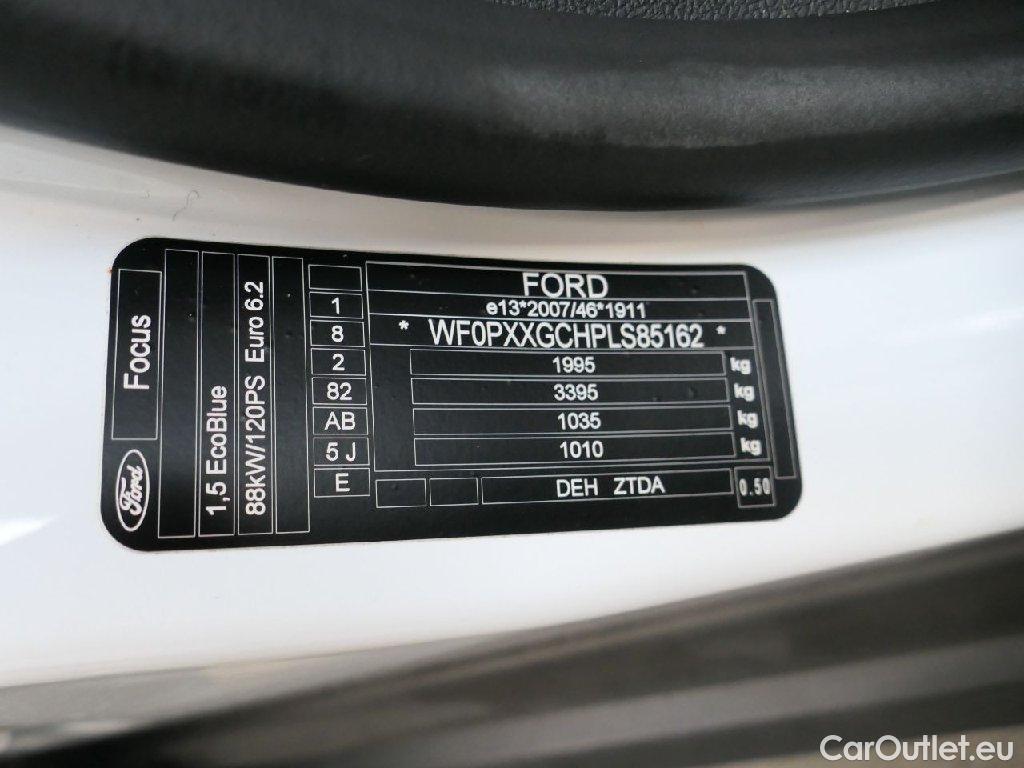 FORD
e13*2007/46*1911
* WF0PXXGCHPLS85162 *
1995 kg
3395 kg
1035 kg
1010 kg
DEH ZTDA 0.50
1
8
2
82
AB
5 J
E
Focus
Ford
1,5 EcoBlue
88kW/120PS Euro 6.2
CarOutlet.eu